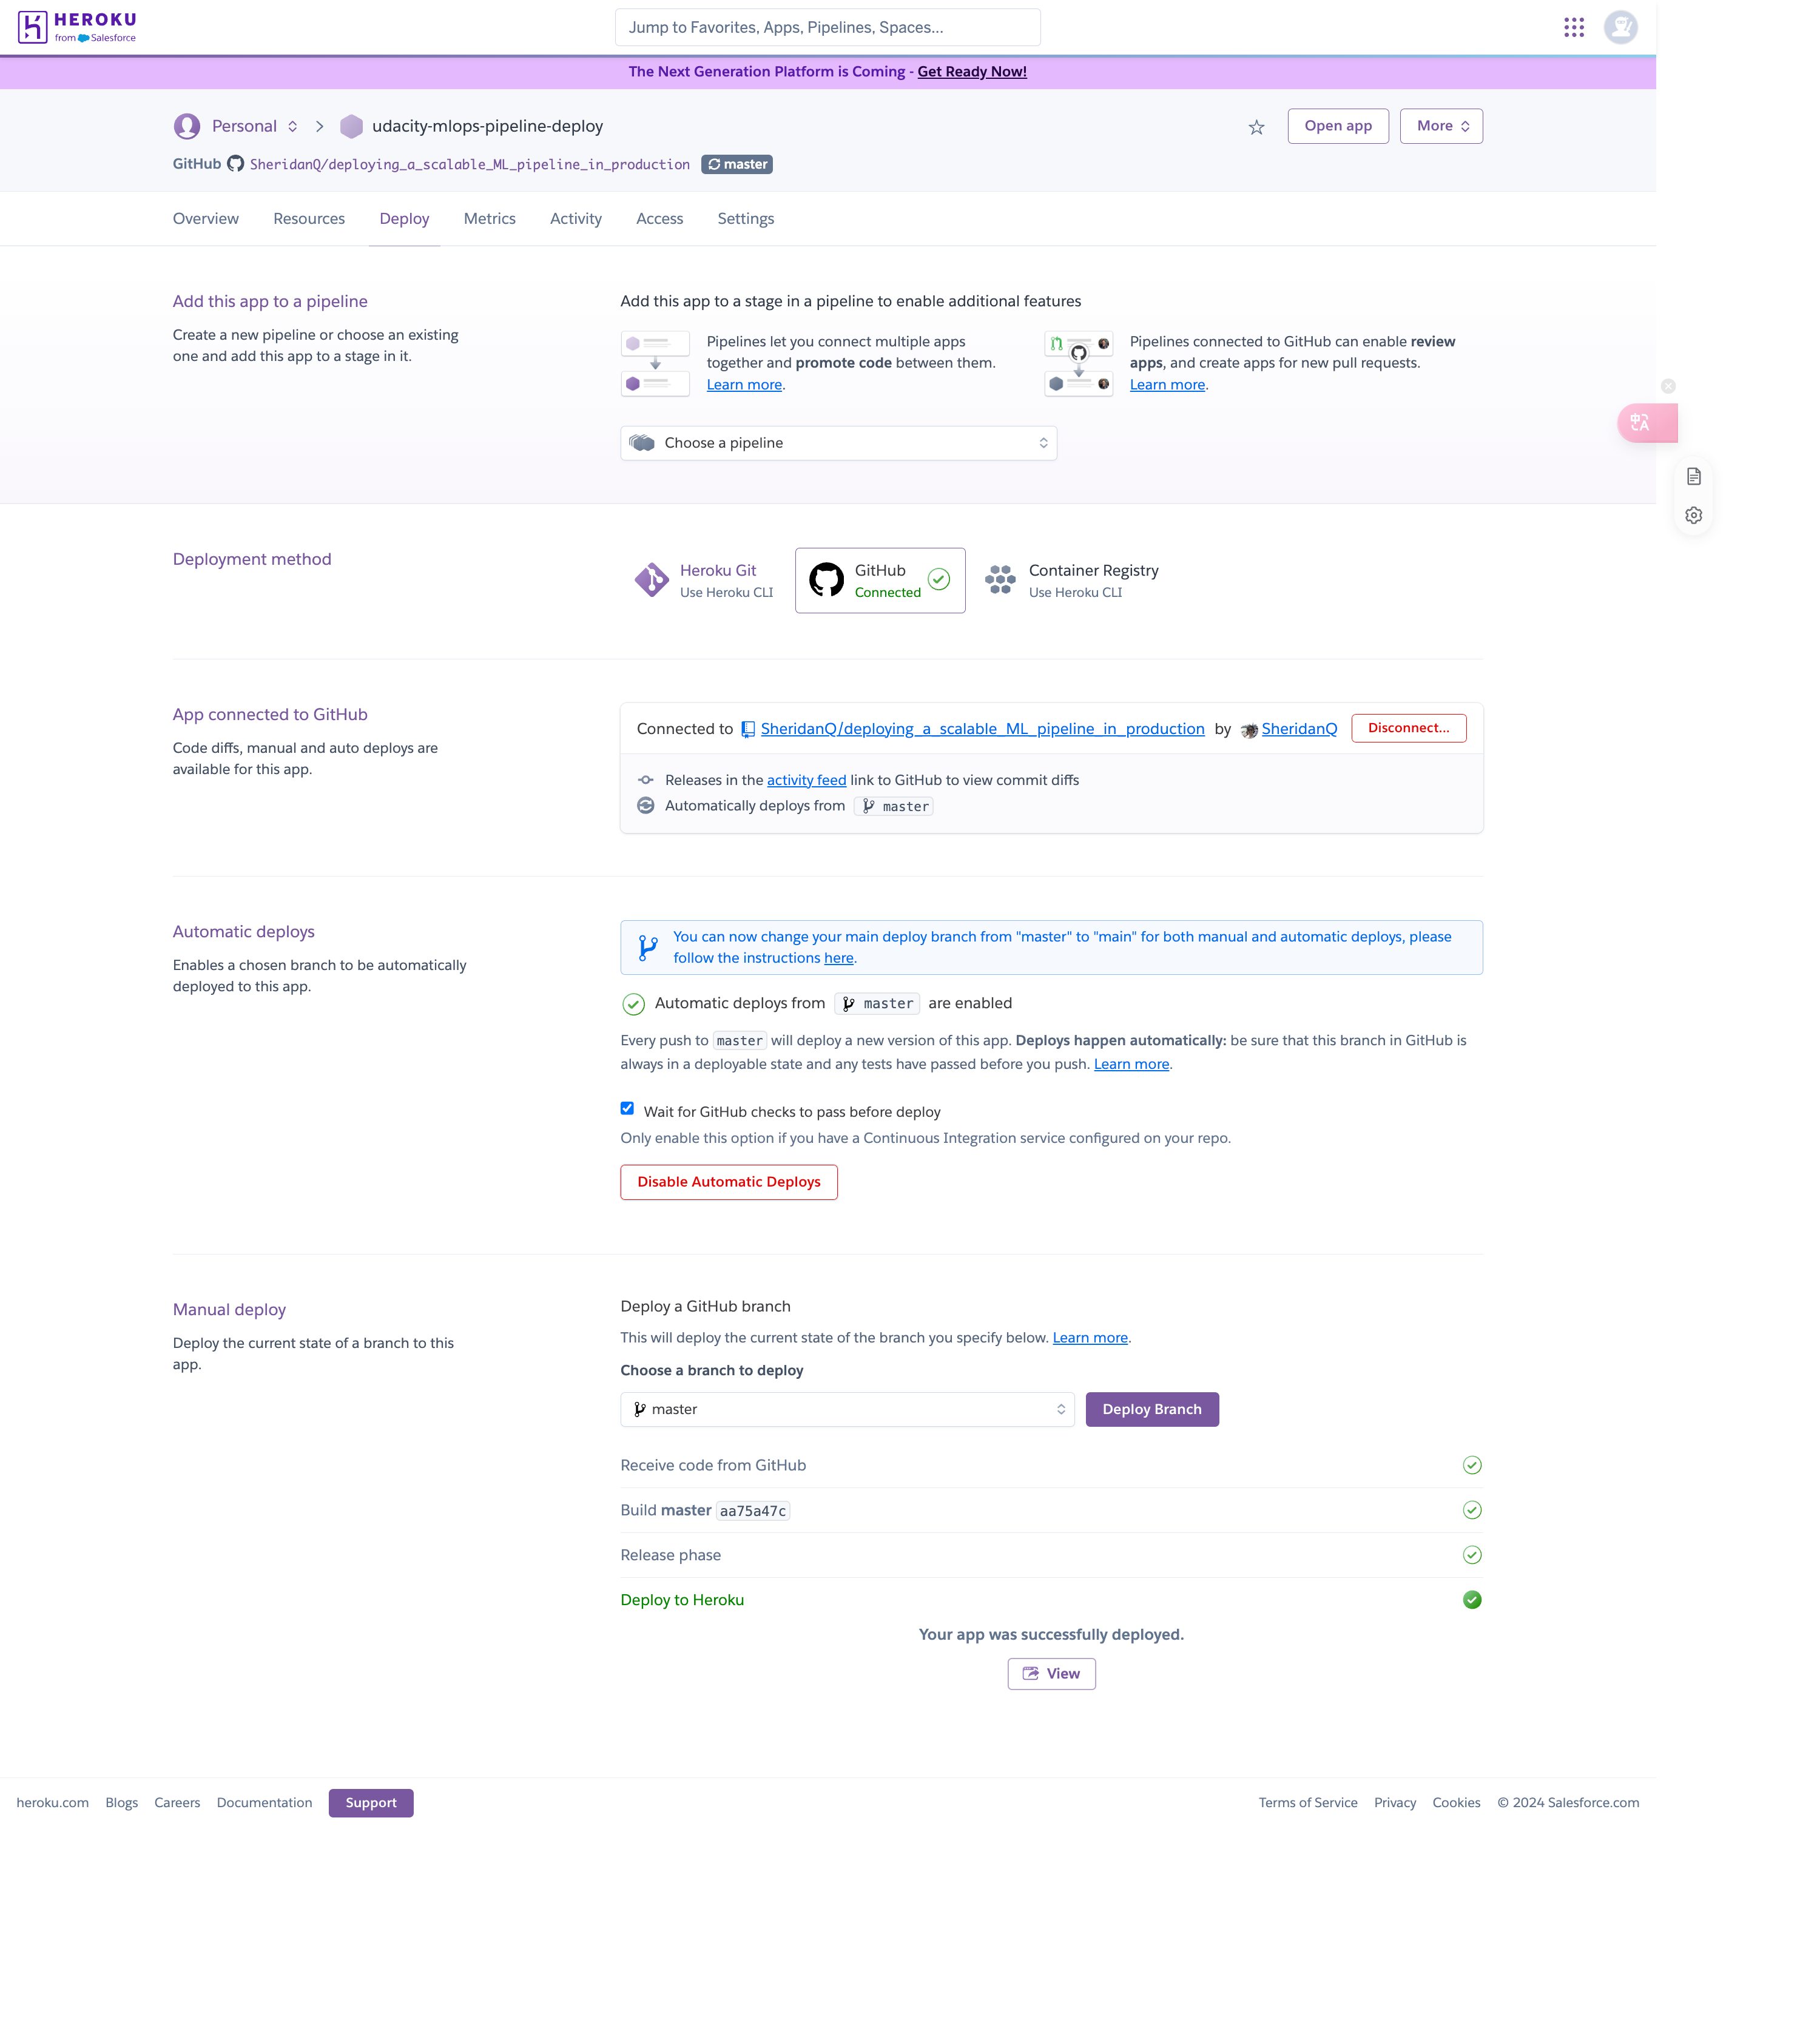 HEROKU
from Salesforce
Jump to Favorites, Apps, Pipelines, Spaces...
The Next Generation Platform is Coming - Get Ready Now!
Personal
udacity-mlops-pipeline-deploy
Open app
More
GitHub SheridanQ/deploying_a_scalable_ML_pipeline_in_production master
Overview Resources Deploy Metrics Activity Access Settings
Add this app to a pipeline
Create a new pipeline or choose an existing
one and add this app to a stage in it.
Add this app to a stage in a pipeline to enable additional features
Pipelines let you connect multiple apps
together and promote code between them.
Learn more.
Pipelines connected to GitHub can enable review
apps, and create apps for new pull requests.
Learn more.
Choose a pipeline
中A
Deployment method
Heroku Git
Use Heroku CLI
GitHub
Connected
Container Registry
Use Heroku CLI
App connected to GitHub
Code diffs, manual and auto deploys are
available for this app.
Connected to SheridanQ/deploying_a_scalable_ML_pipeline_in_production by SheridanQ
Disconnect...
Releases in the activity feed link to GitHub to view commit diffs
Automatically deploys from master
Automatic deploys
Enables a chosen branch to be automatically
deployed to this app.
You can now change your main deploy branch from "master" to "main" for both manual and automatic deploys, please
follow the instructions here.
Automatic deploys from master are enabled
Every push to master will deploy a new version of this app. Deploys happen automatically: be sure that this branch in GitHub is
always in a deployable state and any tests have passed before you push. Learn more.
Wait for GitHub checks to pass before deploy
Only enable this option if you have a Continuous Integration service configured on your repo.
Disable Automatic Deploys
Manual deploy
Deploy the current state of a branch to this
app.
Deploy a GitHub branch
This will deploy the current state of the branch you specify below. Learn more.
Choose a branch to deploy
master
Deploy Branch
Receive code from GitHub
Build master aa75a47c
Release phase
Deploy to Heroku
Your app was successfully deployed.
View
heroku.com Blogs Careers Documentation Support
Terms of Service Privacy Cookies © 2024 Salesforce.com